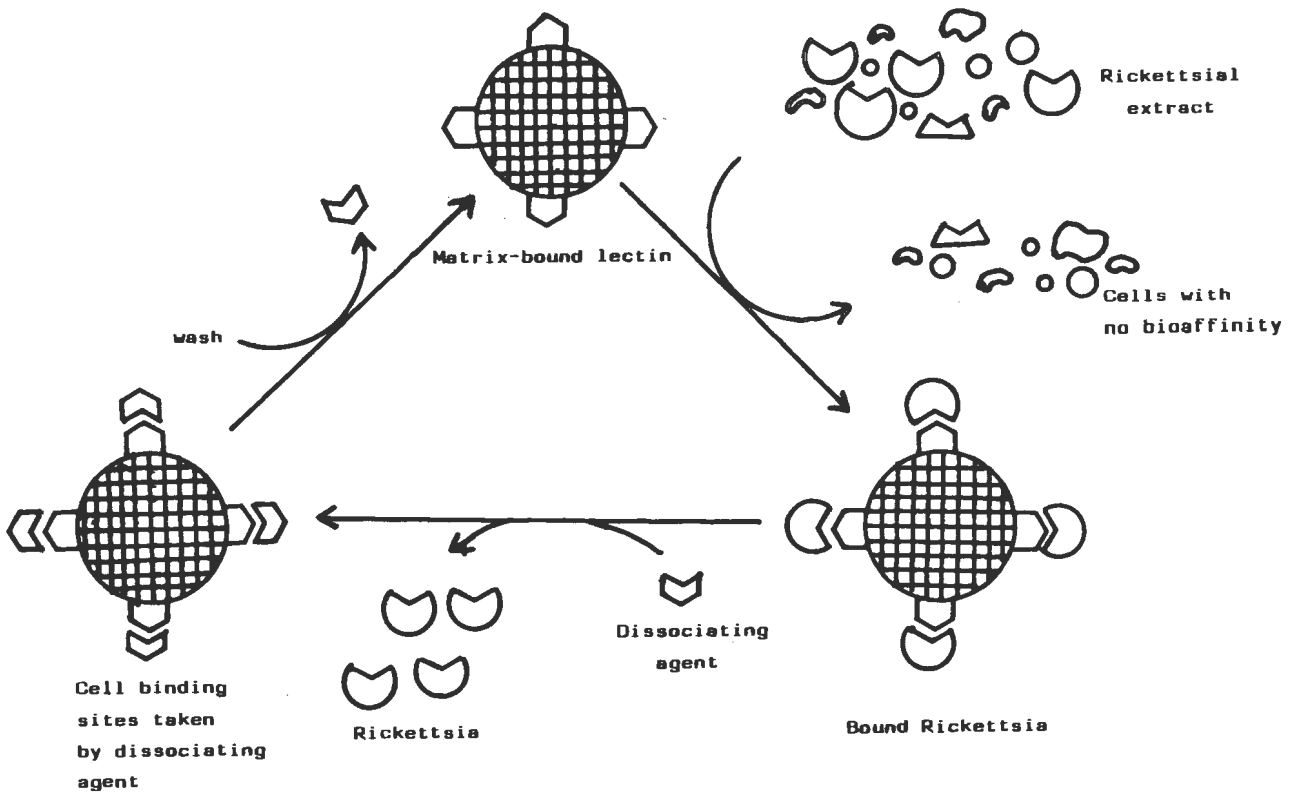 Rickettsial
extract
Matrix-bound lectin
Cells with
no bioaffinity
wash
Dissociating
agent
Cell binding
sites taken
by dissociating
agent
Rickettsia
Bound Rickettsia